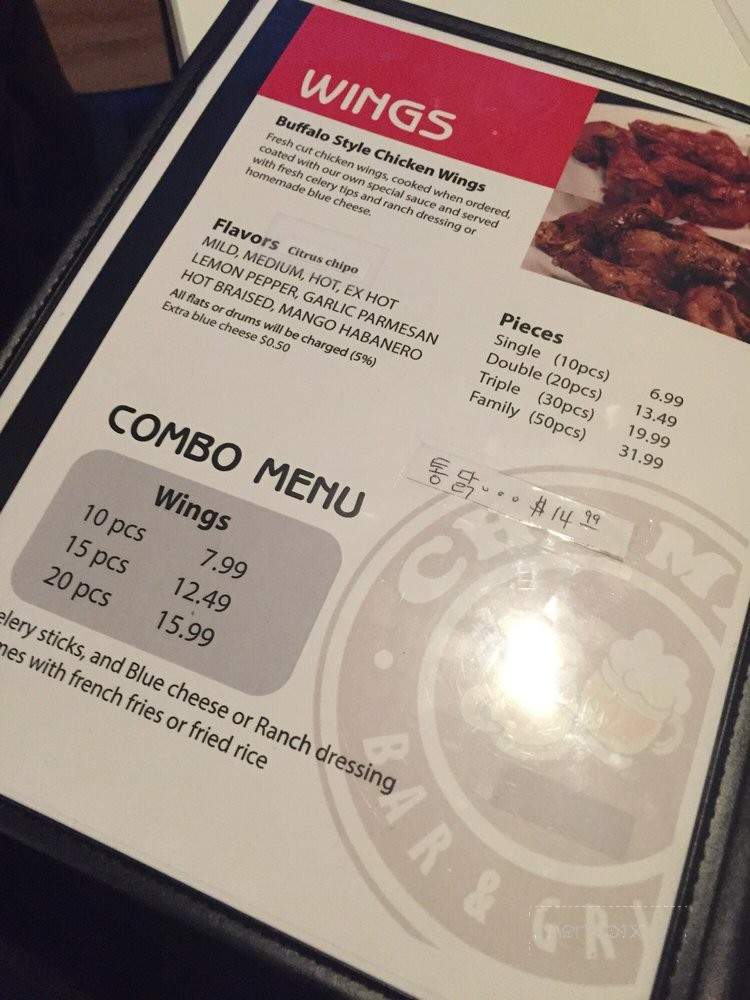 WINGS
Buffalo Style Chicken Wings
Fresh cut chicken wings, cooked when ordered,
coated with our own special sauce and served
with fresh celery tips and ranch dressing or
homemade blue cheese.
Flavors Citrus chipo
MILD, MEDIUM, HOT, EX HOT
LEMON PEPPER, GARLIC PARMESAN
HOT BRAISED, MANGO HABANERO
All flats or drums will be charged (5%)
Extra blue cheese $0.50
Pieces
Single (10pcs) 6.99
Double (20pcs) 13.49
Triple (30pcs) 19.99
Family (50pcs) 31.99
통닭... $14 99
COMBO MENU
Wings
10 pcs 7.99
15 pcs 12.49
20 pcs 15.99
elery sticks, and Blue cheese or Ranch dressing
mes with french fries or fried rice
BAR & GRY